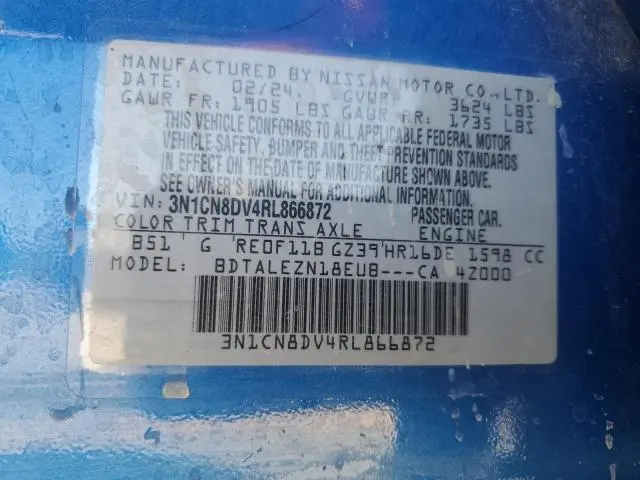 MANUFACTURED BY NISSAN MOTOR CO.,LTD.
DATE: 02/24 GVWR: 3624 LBS
GAWR FR: 1905 LBS GAWR RR: 1735 LBS
THIS VEHICLE CONFORMS TO ALL APPLICABLE FEDERAL MOTOR
VEHICLE SAFETY, BUMPER AND THEFT PREVENTION STANDARDS
IN EFFECT ON THE DATE OF MANUFACTURE SHOWN ABOVE.
SEE OWNER'S MANUAL FOR ADDITIONAL INFORMATION.
VIN: 3N1CN8DV4RL866872 PASSENGER CAR.
COLOR TRIM TRANS AXLE ENGINE
B51 G RE0F11B GZ39 HR16DE 1598 CC
MODEL: BDTALEZN18EU8---CA 4Z000
3N1CN8DV4RL866872